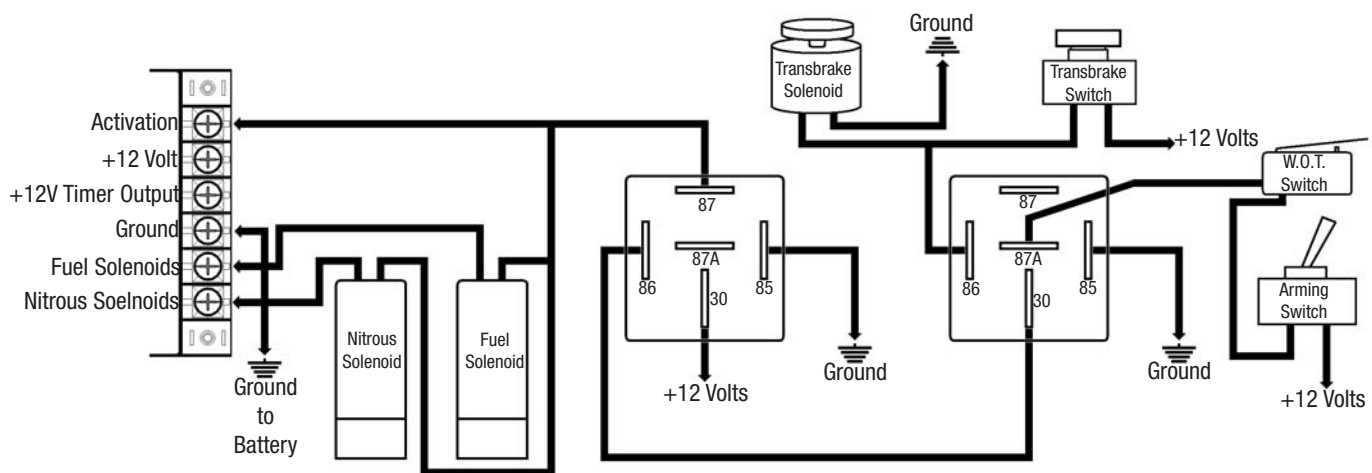 Activation
+12 Volt
+12V Timer Output
Ground
Fuel Solenoids
Nitrous Soelnoids
Ground
to
Battery
Nitrous
Solenoid
Fuel
Solenoid
87
87A
86
30
85
+12 Volts
Ground
Transbrake
Solenoid
Ground
Transbrake
Switch
+12 Volts
W.O.T.
Switch
87
87A
86
30
85
Ground
Arming
Switch
+12 Volts